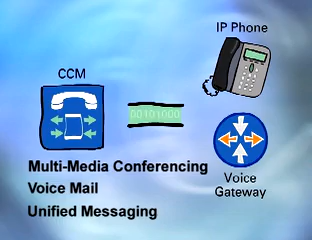 IP Phone
CCM
00101000
Multi-Media Conferencing
Voice Mail
Unified Messaging
Voice
Gateway